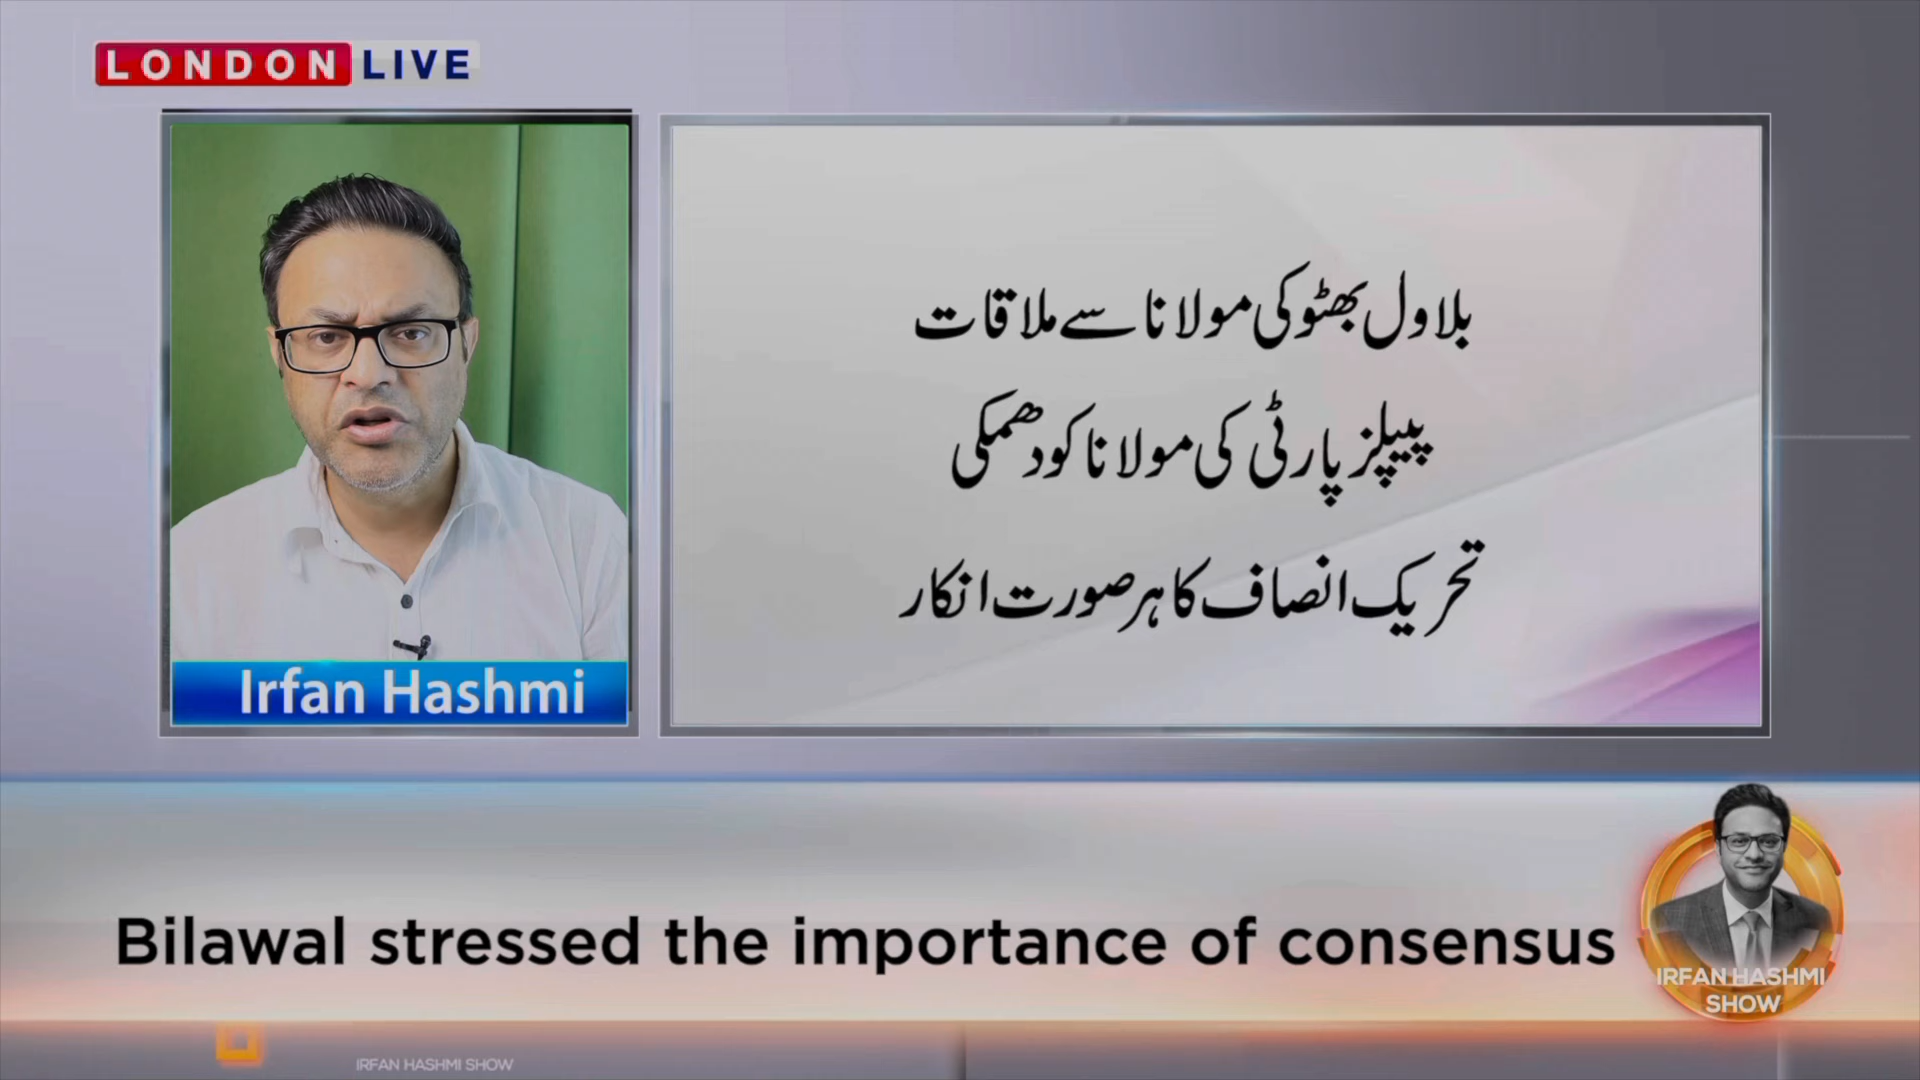 LONDON LIVE
بلاول بھٹو کی مولانا سے ملاقات
پیپلز پارٹی کی مولانا کو دھمکی
تحریک انصاف کا ہر صورت انکار
Irfan Hashmi
Bilawal stressed the importance of consensus
IRFAN HASHMI
SHOW
IRFAN HASHMI SHOW